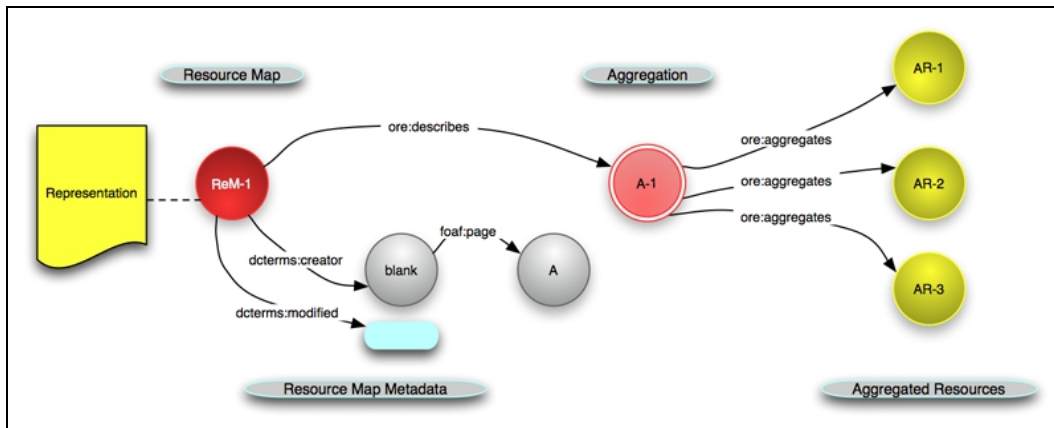 Resource Map
Aggregation
AR-1
ore:describes
ore:aggregates
Representation
ReM-1
A-1
ore:aggregates
AR-2
ore:aggregates
foaf:page
dcterms:creator
blank
A
AR-3
dcterms:modified
Resource Map Metadata
Aggregated Resources